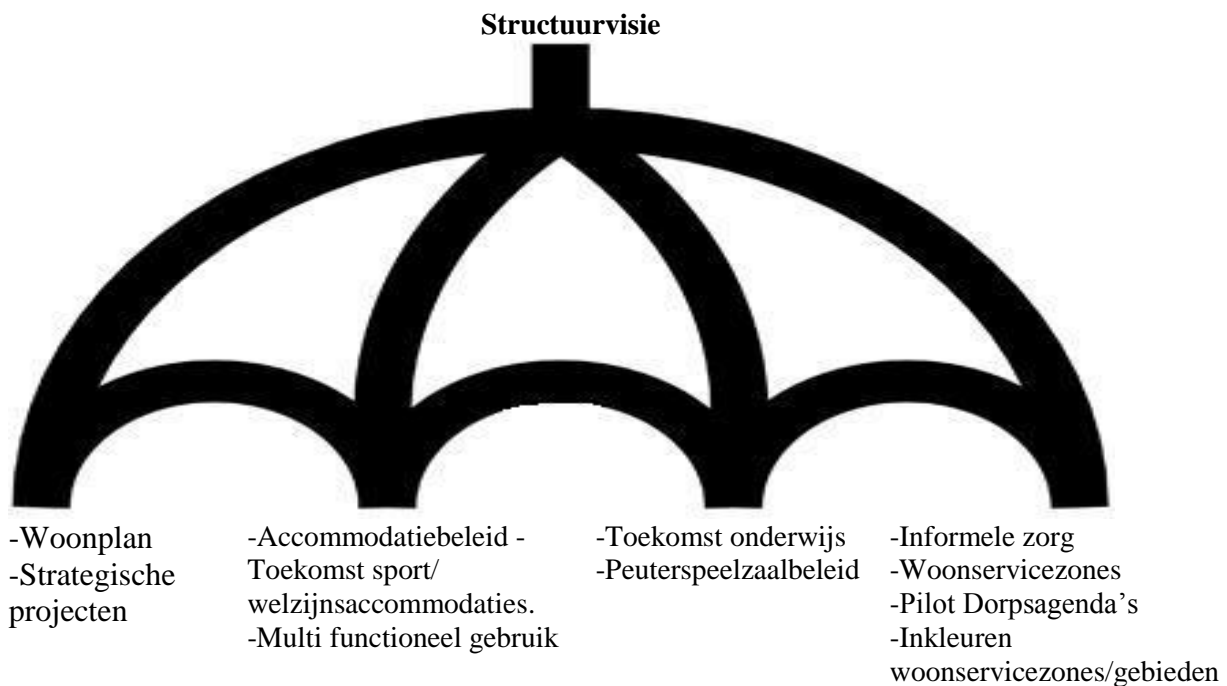 Structuurvisie
-Woonplan
-Strategische
projecten
-Accommodatiebeleid -
Toekomst sport/
welzijnsaccommodaties.
-Multi functioneel gebruik
-Toekomst onderwijs
-Peuterspeelzaalbeleid
-Informele zorg
-Woonservicezones
-Pilot Dorpsagenda's
-Inkleuren
woonservicezones/gebieden